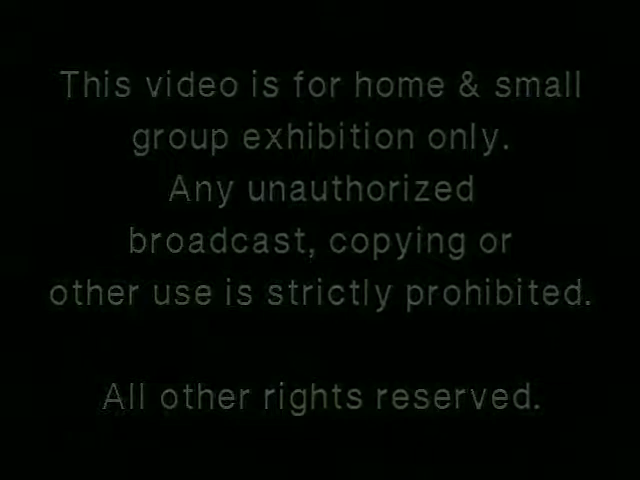 This video is for home & small
group exhibition only.
Any unauthorized
broadcast, copying or
other use is strictly prohibited.
All other rights reserved.